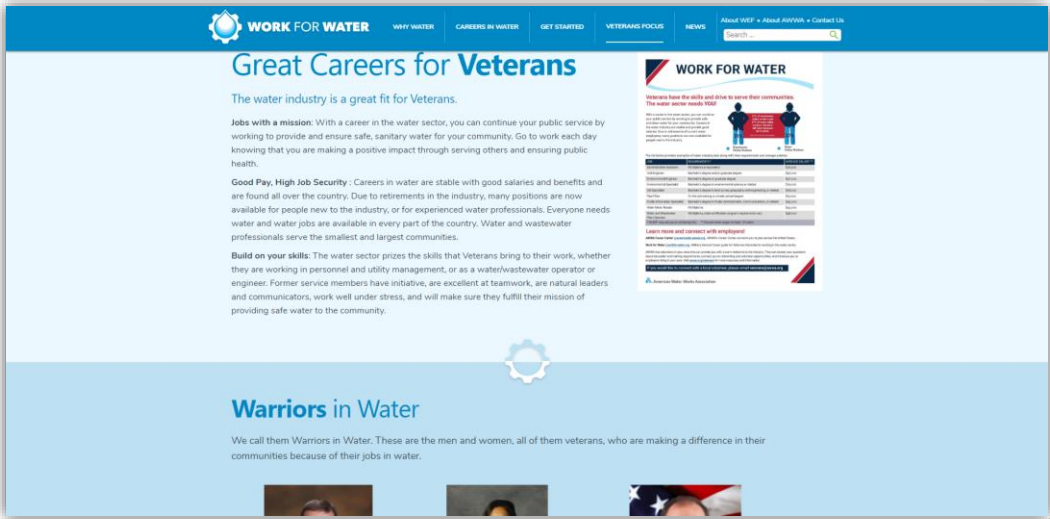 WORK FOR WATER
WHY WATER
CAREERS IN WATER
GET STARTED
VETERANS FOCUS
NEWS
About WEF • About AWWA • Contact Us
Search ...
Great Careers for Veterans
The water industry is a great fit for Veterans.
Jobs with a mission: With a career in the water sector, you can continue your public service by
working to provide and ensure safe, sanitary water for your community. Go to work each day
knowing that you are making a positive impact through serving others and ensuring public
health.
Good Pay, High Job Security : Careers in water are stable with good salaries and benefits and
are found all over the country. Due to retirements in the industry, many positions are now
available for people new to the industry, or for experienced water professionals. Everyone needs
water and water jobs are available in every part of the country. Water and wastewater
professionals serve the smallest and largest communities.
Build on your skills: The water sector prizes the skills that Veterans bring to their work, whether
they are working in personnel and utility management, or as a water/wastewater operator or
engineer. Former service members have initiative, are excellent at teamwork, are natural leaders
and communicators, work well under stress, and will make sure they fulfill their mission of
providing safe water to the community.
WORK FOR WATER
Veterans have the skills and drive to serve their communities.
The water sector needs YOU!
Learn more and connect with employers!
American Water Works Association
Warriors in Water
We call them Warriors in Water. These are the men and women, all of them veterans, who are making a difference in their
communities because of their jobs in water.